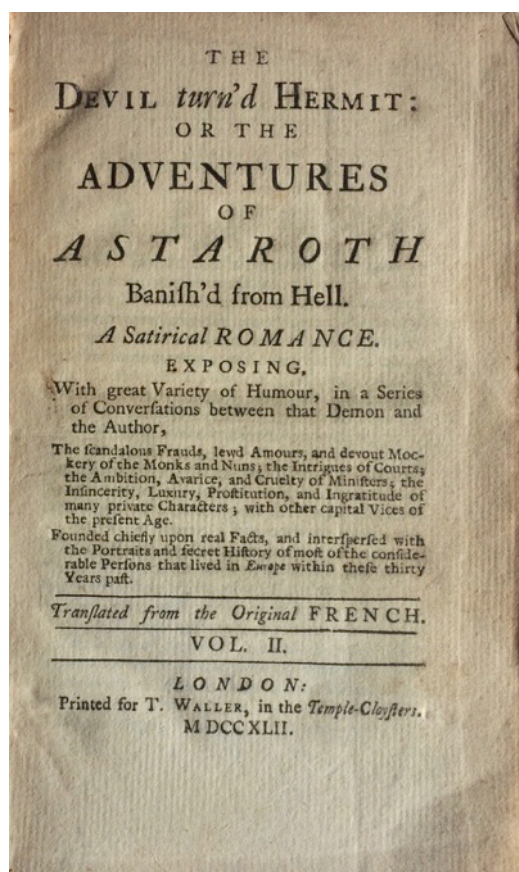 THE
DEVIL turn'd HERMIT:
OR THE
ADVENTURES
OF
ASTAROTH
Baniſh'd from Hell.
A Satirical ROMANCE.
EXPOSING,
With great Variety of Humour, in a Series
of Converſations between that Demon and
the Author,
The ſcandalous Frauds, lewd Amours, and devout Moc-
kery of the Monks and Nuns; the Intrigues of Courts;
the Ambition, Avarice, and Cruelty of Miniſters; the
Inſincerity, Luxury, Proſtitution, and Ingratitude of
many private Characters; with other capital Vices of
the preſent Age.
Founded chiefly upon real Facts, and interſperſed with
the Portraits and ſecret Hiſtory of moſt of the conſide-
rable Perſons that lived in Europe within theſe thirty
Years paſt.
Tranſlated from the Original FRENCH.
VOL. II.
LONDON:
Printed for T. WALLER, in the Temple-Cloyſters.
M DCC XLII.